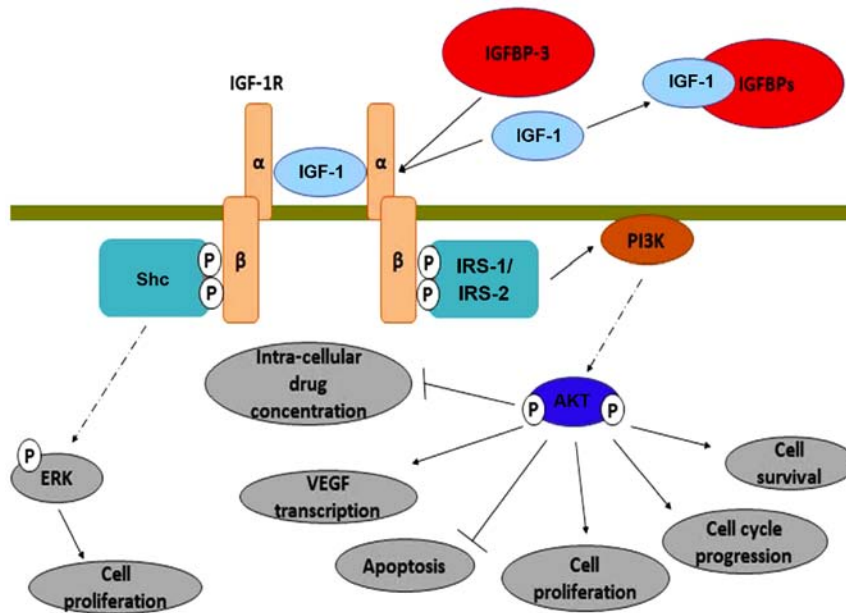 IGFBP-3
IGF-1
IGFBPs
IGF-1R
IGF-1
α
IGF-1
α
β
β
PI3K
Shc
P
P
P
P
IRS-1/
IRS-2
Intra-cellular
drug
concentration
P
AKT
P
P
ERK
VEGF
transcription
Cell
survival
Apoptosis
Cell cycle
progression
Cell
proliferation
Cell
proliferation